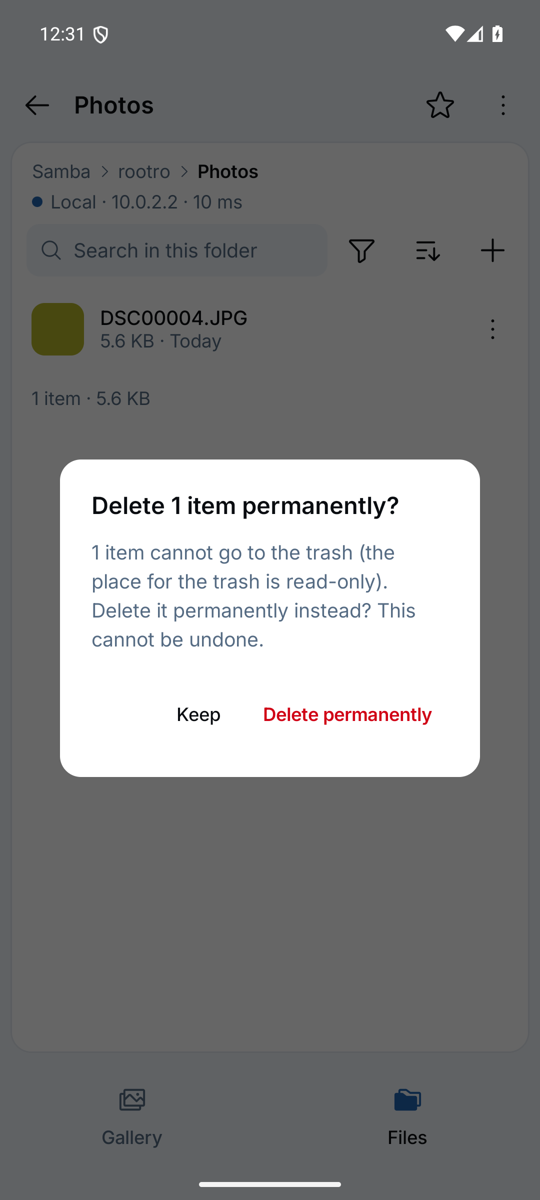 12:31
Photos
Samba > rootro > Photos
Local · 10.0.2.2 · 10 ms
Search in this folder
DSC00004.JPG
5.6 KB · Today
1 item · 5.6 KB
Delete 1 item permanently?
1 item cannot go to the trash (the
place for the trash is read-only).
Delete it permanently instead? This
cannot be undone.
Keep Delete permanently
Gallery Files